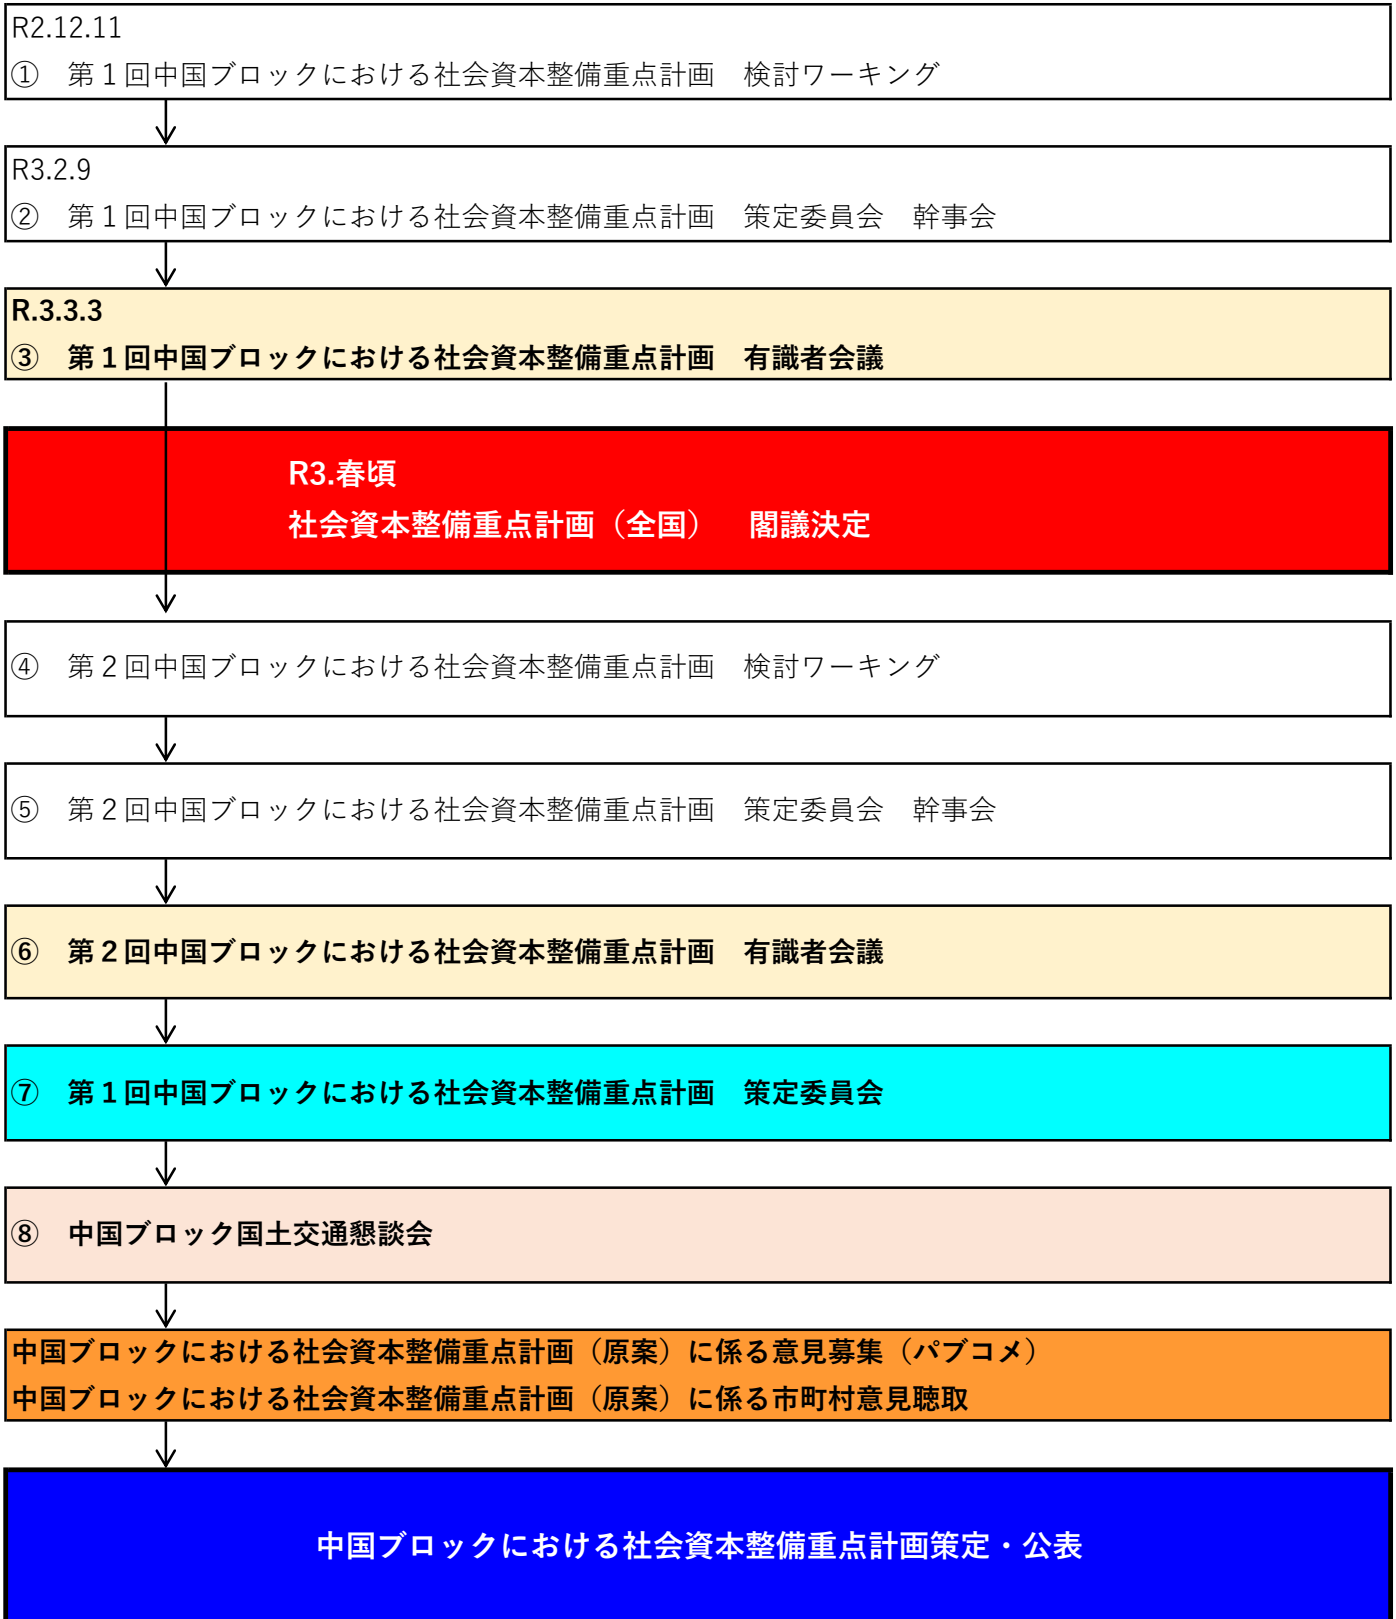 R2.12.11
①　第１回中国ブロックにおける社会資本整備重点計画　検討ワーキング
R3.2.9
②　第１回中国ブロックにおける社会資本整備重点計画　策定委員会　幹事会
R.3.3.3
③　第１回中国ブロックにおける社会資本整備重点計画　有識者会議
R3.春頃
社会資本整備重点計画（全国）　閣議決定
④　第２回中国ブロックにおける社会資本整備重点計画　検討ワーキング
⑤　第２回中国ブロックにおける社会資本整備重点計画　策定委員会　幹事会
⑥　第２回中国ブロックにおける社会資本整備重点計画　有識者会議
⑦　第１回中国ブロックにおける社会資本整備重点計画　策定委員会
⑧　中国ブロック国土交通懇談会
中国ブロックにおける社会資本整備重点計画（原案）に係る意見募集（パブコメ）
中国ブロックにおける社会資本整備重点計画（原案）に係る市町村意見聴取
中国ブロックにおける社会資本整備重点計画策定・公表